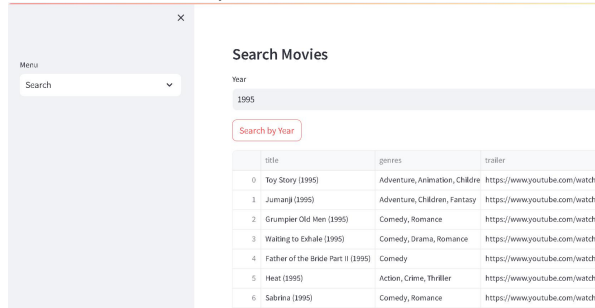 Menu
Search
Search Movies
Year
1995
Search by Year
title genres trailer
0 Toy Story (1995) Adventure, Animation, Childre https://www.youtube.com/watch
1 Jumanji (1995) Adventure, Children, Fantasy https://www.youtube.com/watch
2 Grumpier Old Men (1995) Comedy, Romance https://www.youtube.com/watch
3 Waiting to Exhale (1995) Comedy, Drama, Romance https://www.youtube.com/watch
4 Father of the Bride Part II (1995) Comedy https://www.youtube.com/watch
5 Heat (1995) Action, Crime, Thriller https://www.youtube.com/watch
6 Sabrina (1995) Comedy, Romance https://www.youtube.com/watch